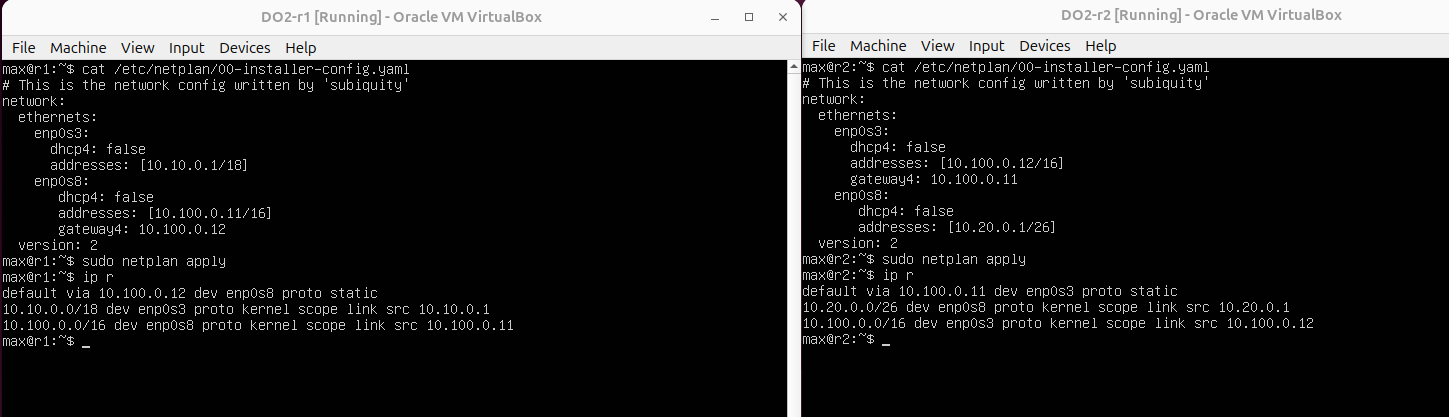 DO2-r1 [Running] - Oracle VM VirtualBox
File Machine View Input Devices Help
max@r1:~$ cat /etc/netplan/00-installer-config.yaml
# This is the network config written by 'subiquity'
network:
  ethernets:
    enp0s3:
      dhcp4: false
      addresses: [10.10.0.1/18]
    enp0s8:
       dhcp4: false
       addresses: [10.100.0.11/16]
       gateway4: 10.100.0.12
  version: 2
max@r1:~$ sudo netplan apply
max@r1:~$ ip r
default via 10.100.0.12 dev enp0s8 proto static
10.10.0.0/18 dev enp0s3 proto kernel scope link src 10.10.0.1
10.100.0.0/16 dev enp0s8 proto kernel scope link src 10.100.0.11
max@r1:~$ _
DO2-r2 [Running] - Oracle VM VirtualBox
File Machine View Input Devices Help
max@r2:~$ cat /etc/netplan/00-installer-config.yaml
# This is the network config written by 'subiquity'
network:
  ethernets:
    enp0s3:
      dhcp4: false
      addresses: [10.100.0.12/16]
      gateway4: 10.100.0.11
    enp0s8:
       dhcp4: false
       addresses: [10.20.0.1/26]
  version: 2
max@r2:~$ sudo netplan apply
max@r2:~$ ip r
default via 10.100.0.11 dev enp0s3 proto static
10.20.0.0/26 dev enp0s8 proto kernel scope link src 10.20.0.1
10.100.0.0/16 dev enp0s3 proto kernel scope link src 10.100.0.12
max@r2:~$ _